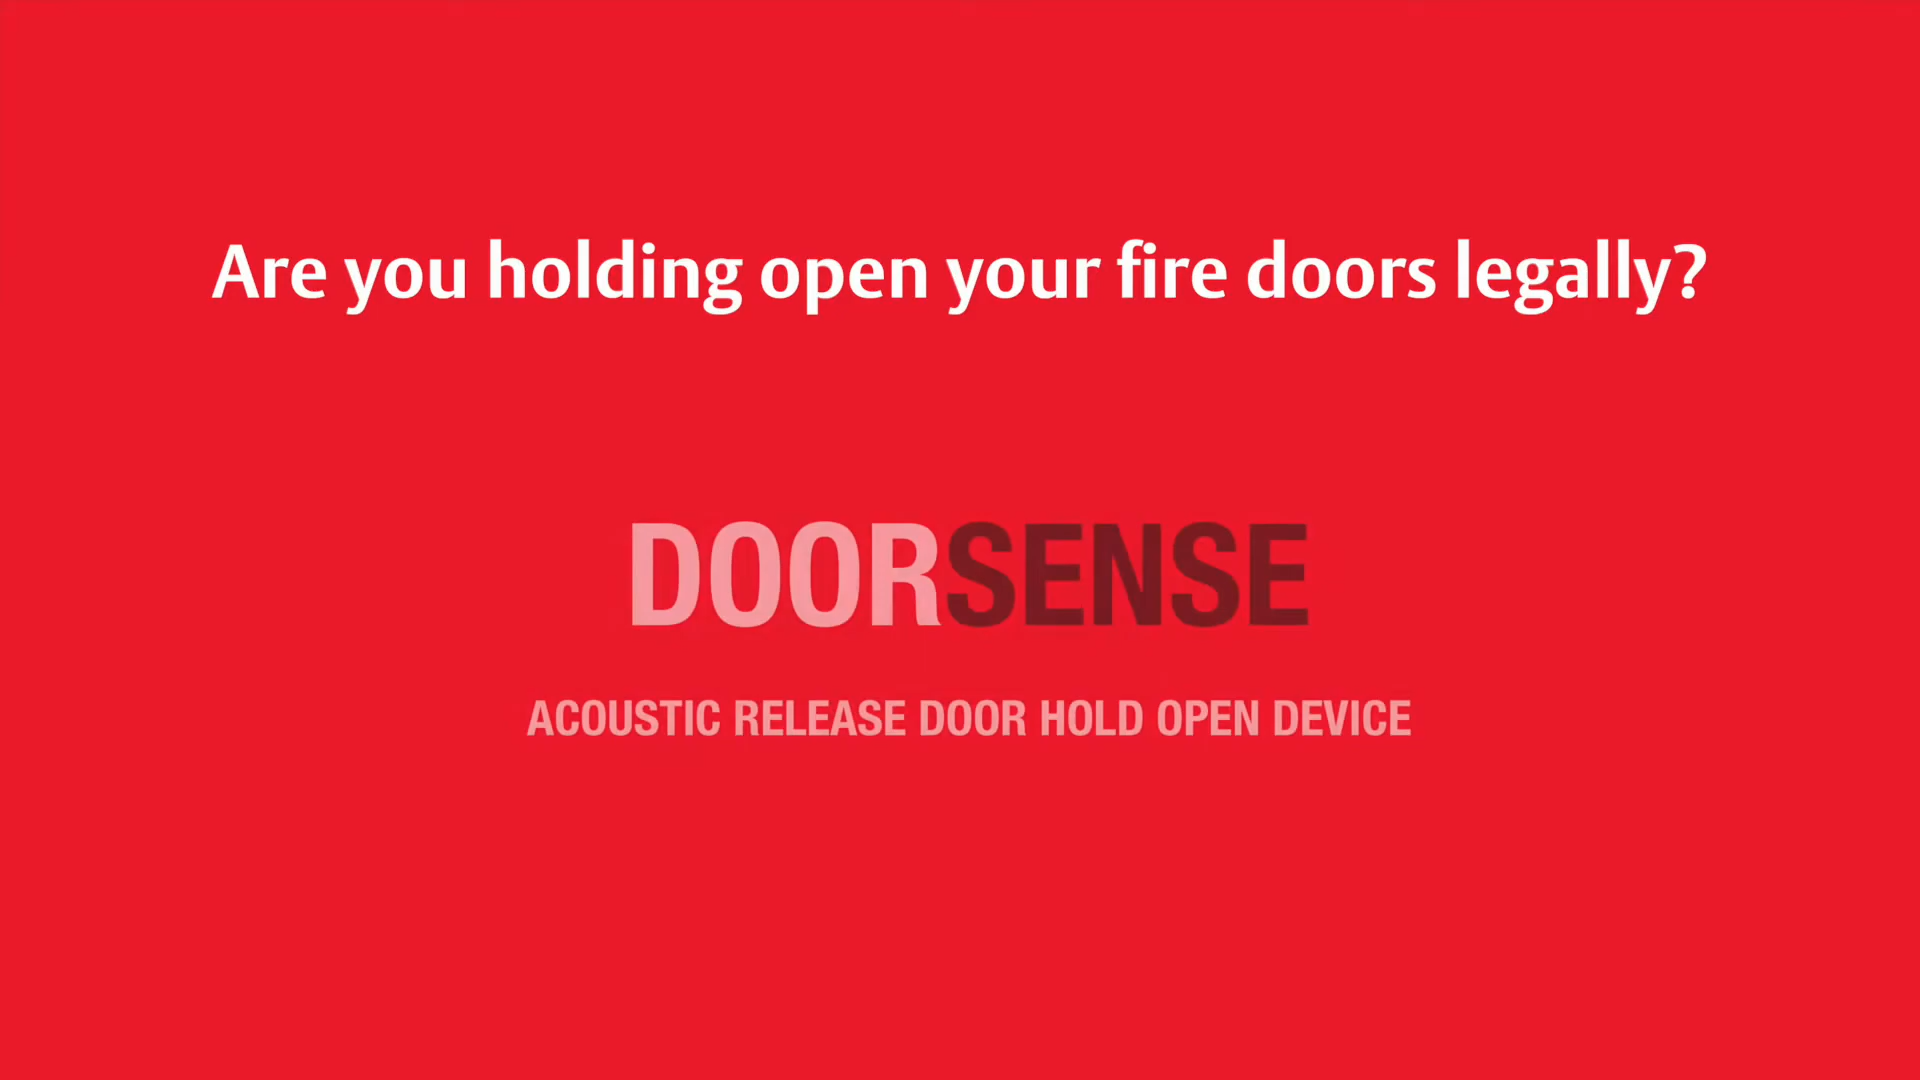 Are you holding open your fire doors legally?
DOORSENSE
ACOUSTIC RELEASE DOOR HOLD OPEN DEVICE